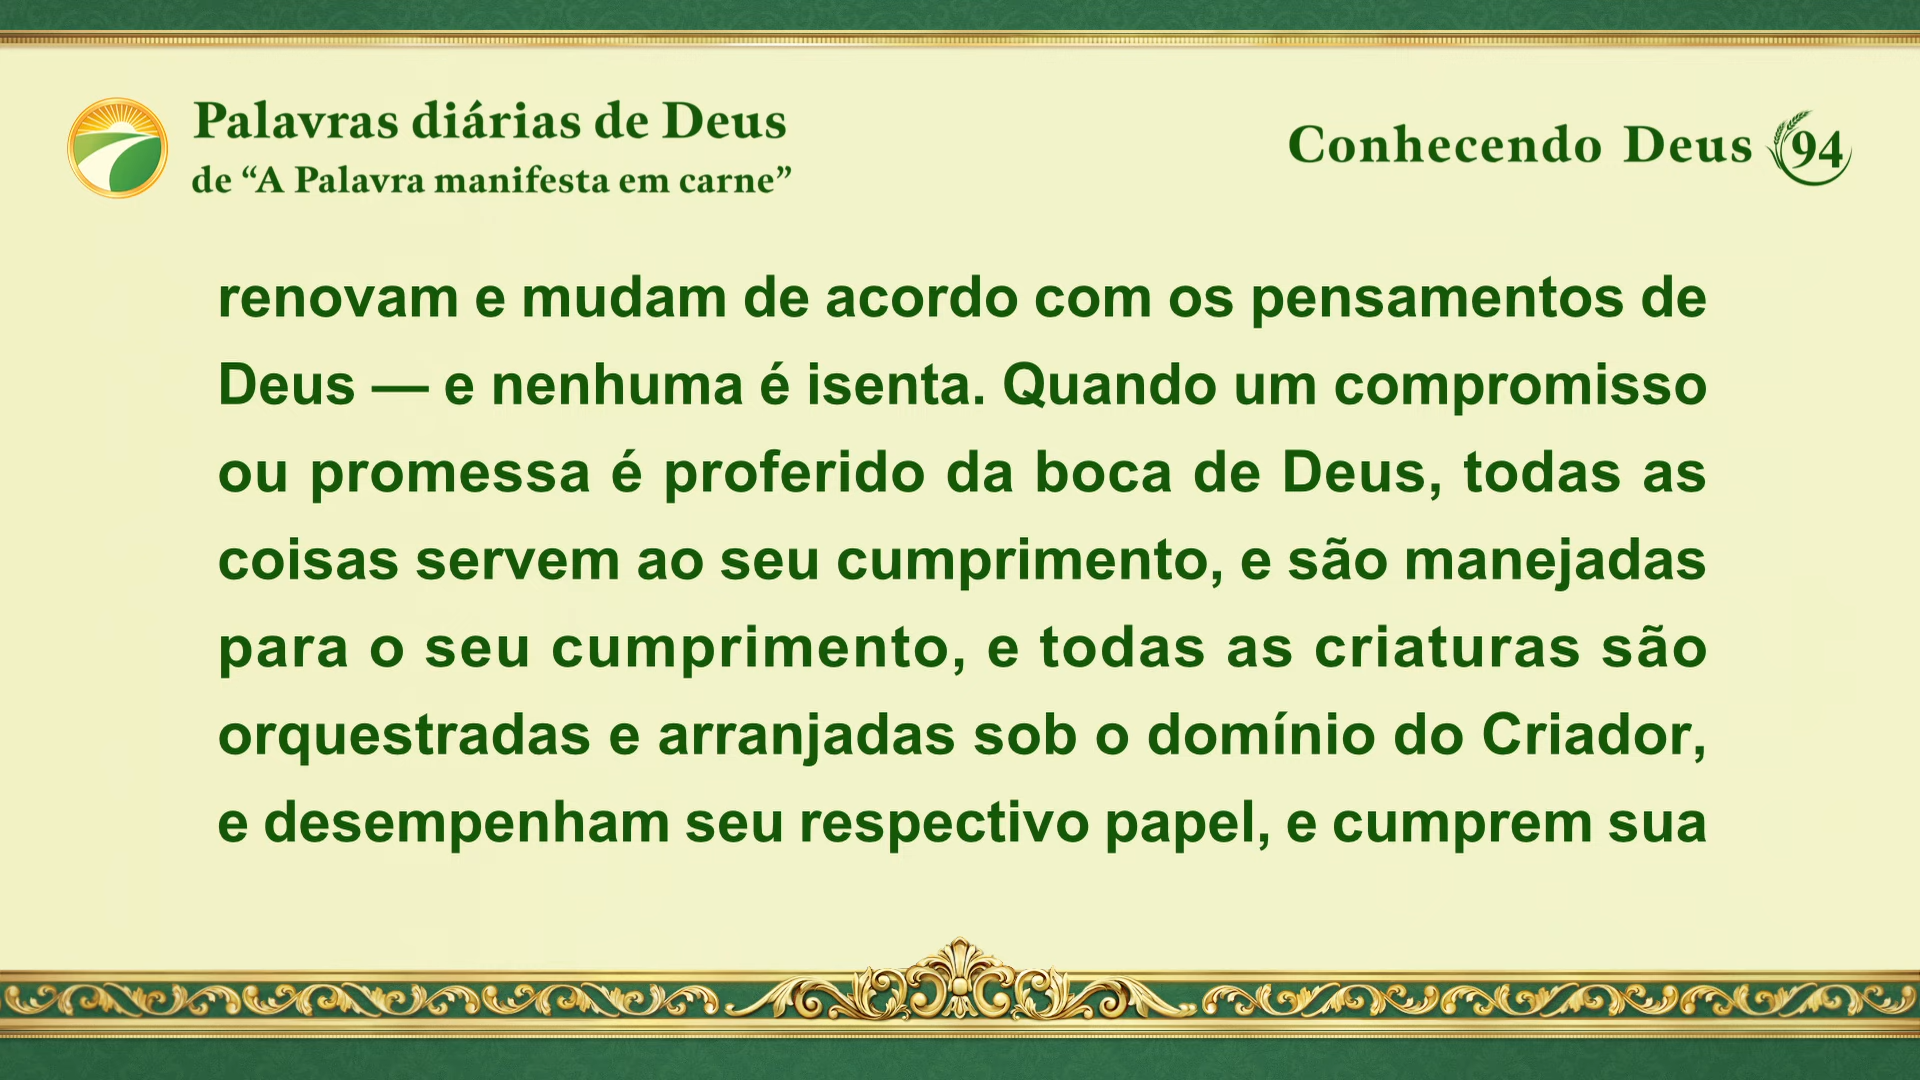 Palavras diárias de Deus
de “A Palavra manifesta em carne”
Conhecendo Deus 94
renovam e mudam de acordo com os pensamentos de
Deus — e nenhuma é isenta. Quando um compromisso
ou promessa é proferido da boca de Deus, todas as
coisas servem ao seu cumprimento, e são manejadas
para o seu cumprimento, e todas as criaturas são
orquestradas e arranjadas sob o domínio do Criador,
e desempenham seu respectivo papel, e cumprem sua